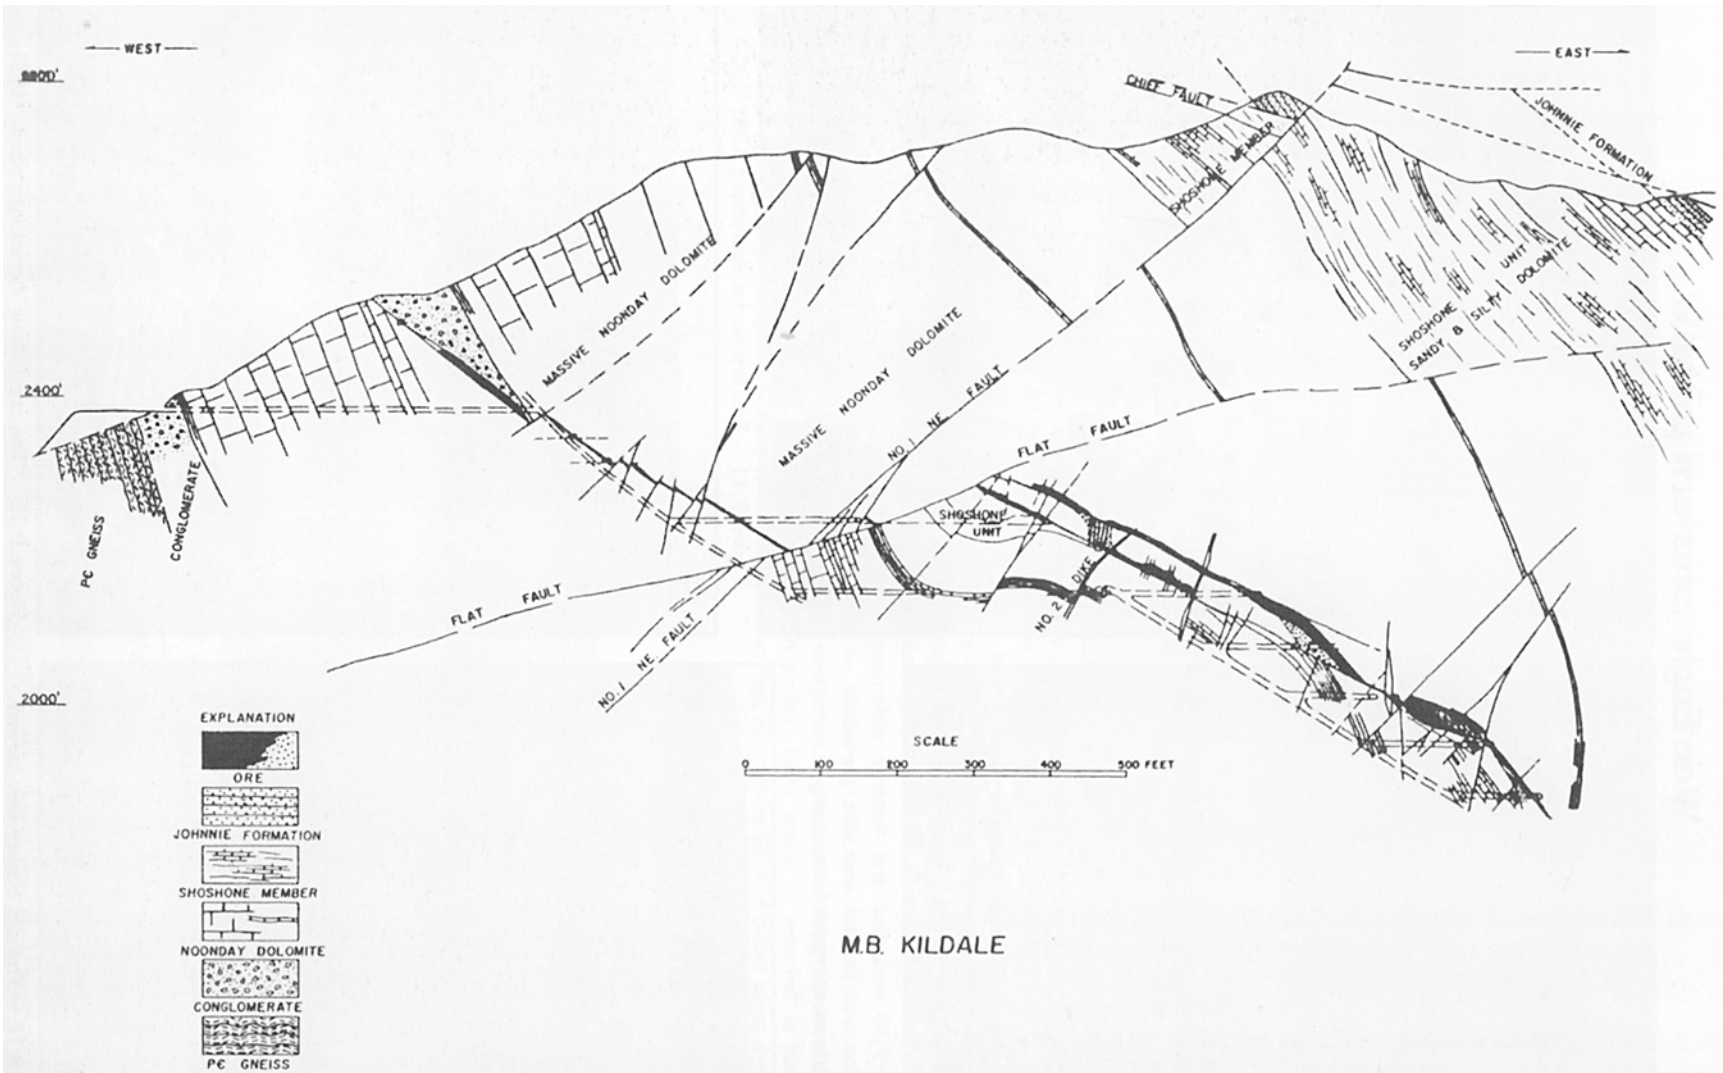 WEST
EAST
CHIEF FAULT
JOHNNIE FORMATION
SHOSHONE MEMBER
SHOSHONE UNIT
SANDY & SILTY DOLOMITE
MASSIVE NOONDAY DOLOMITE
MASSIVE NOONDAY DOLOMITE
NO. 1 NE FAULT
FLAT FAULT
2400'
SHOSHONE
UNIT
P€ GNEISS
CONGLOMERATE
NO. 2 DIKE
FLAT FAULT
NO. 1 NE FAULT
2000'
EXPLANATION
ORE
JOHNNIE FORMATION
SHOSHONE MEMBER
NOONDAY DOLOMITE
CONGLOMERATE
P€ GNEISS
SCALE
0 100 200 300 400 500 FEET
M.B. KILDALE